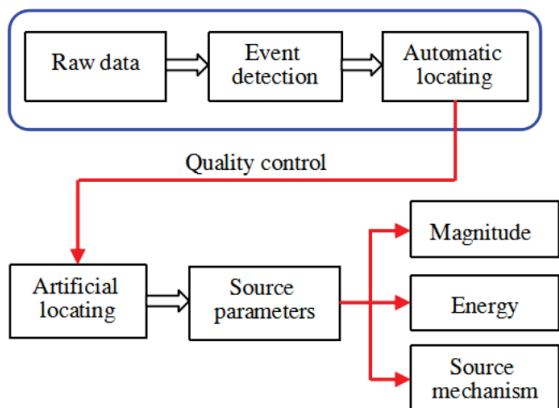 Raw data
Event
detection
Automatic
locating
Quality control
Artificial
locating
Source
parameters
Magnitude
Energy
Source
mechanism